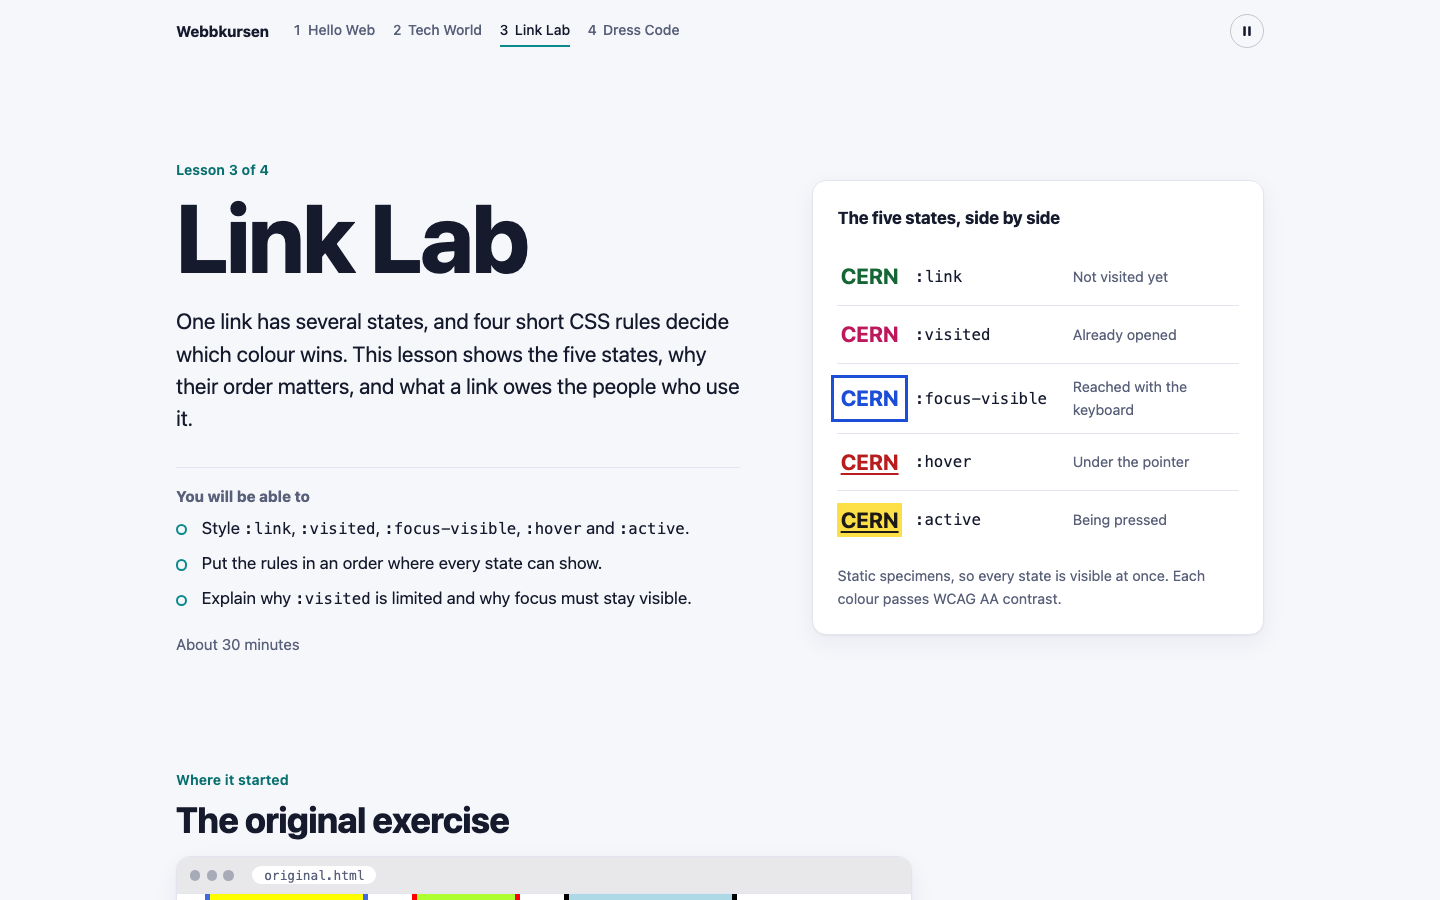 Webbkursen 1 Hello Web 2 Tech World 3 Link Lab 4 Dress Code
Lesson 3 of 4
Link Lab
One link has several states, and four short CSS rules decide
which colour wins. This lesson shows the five states, why
their order matters, and what a link owes the people who use
it.
You will be able to
Style :link, :visited, :focus-visible, :hover and :active.
Put the rules in an order where every state can show.
Explain why :visited is limited and why focus must stay visible.
About 30 minutes
The five states, side by side
CERN :link Not visited yet
CERN :visited Already opened
CERN :focus-visible Reached with the
keyboard
CERN :hover Under the pointer
CERN :active Being pressed
Static specimens, so every state is visible at once. Each
colour passes WCAG AA contrast.
Where it started
The original exercise
original.html